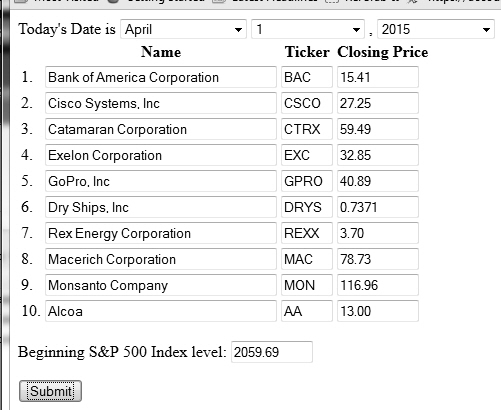 Today's Date is April 1 , 2015
Name Ticker Closing Price
1. Bank of America Corporation BAC 15.41
2. Cisco Systems, Inc CSCO 27.25
3. Catamaran Corporation CTRX 59.49
4. Exelon Corporation EXC 32.85
5. GoPro, Inc GPRO 40.89
6. Dry Ships, Inc DRYS 0.7371
7. Rex Energy Corporation REXX 3.70
8. Macerich Corporation MAC 78.73
9. Monsanto Company MON 116.96
10. Alcoa AA 13.00
Beginning S&P 500 Index level: 2059.69
Submit